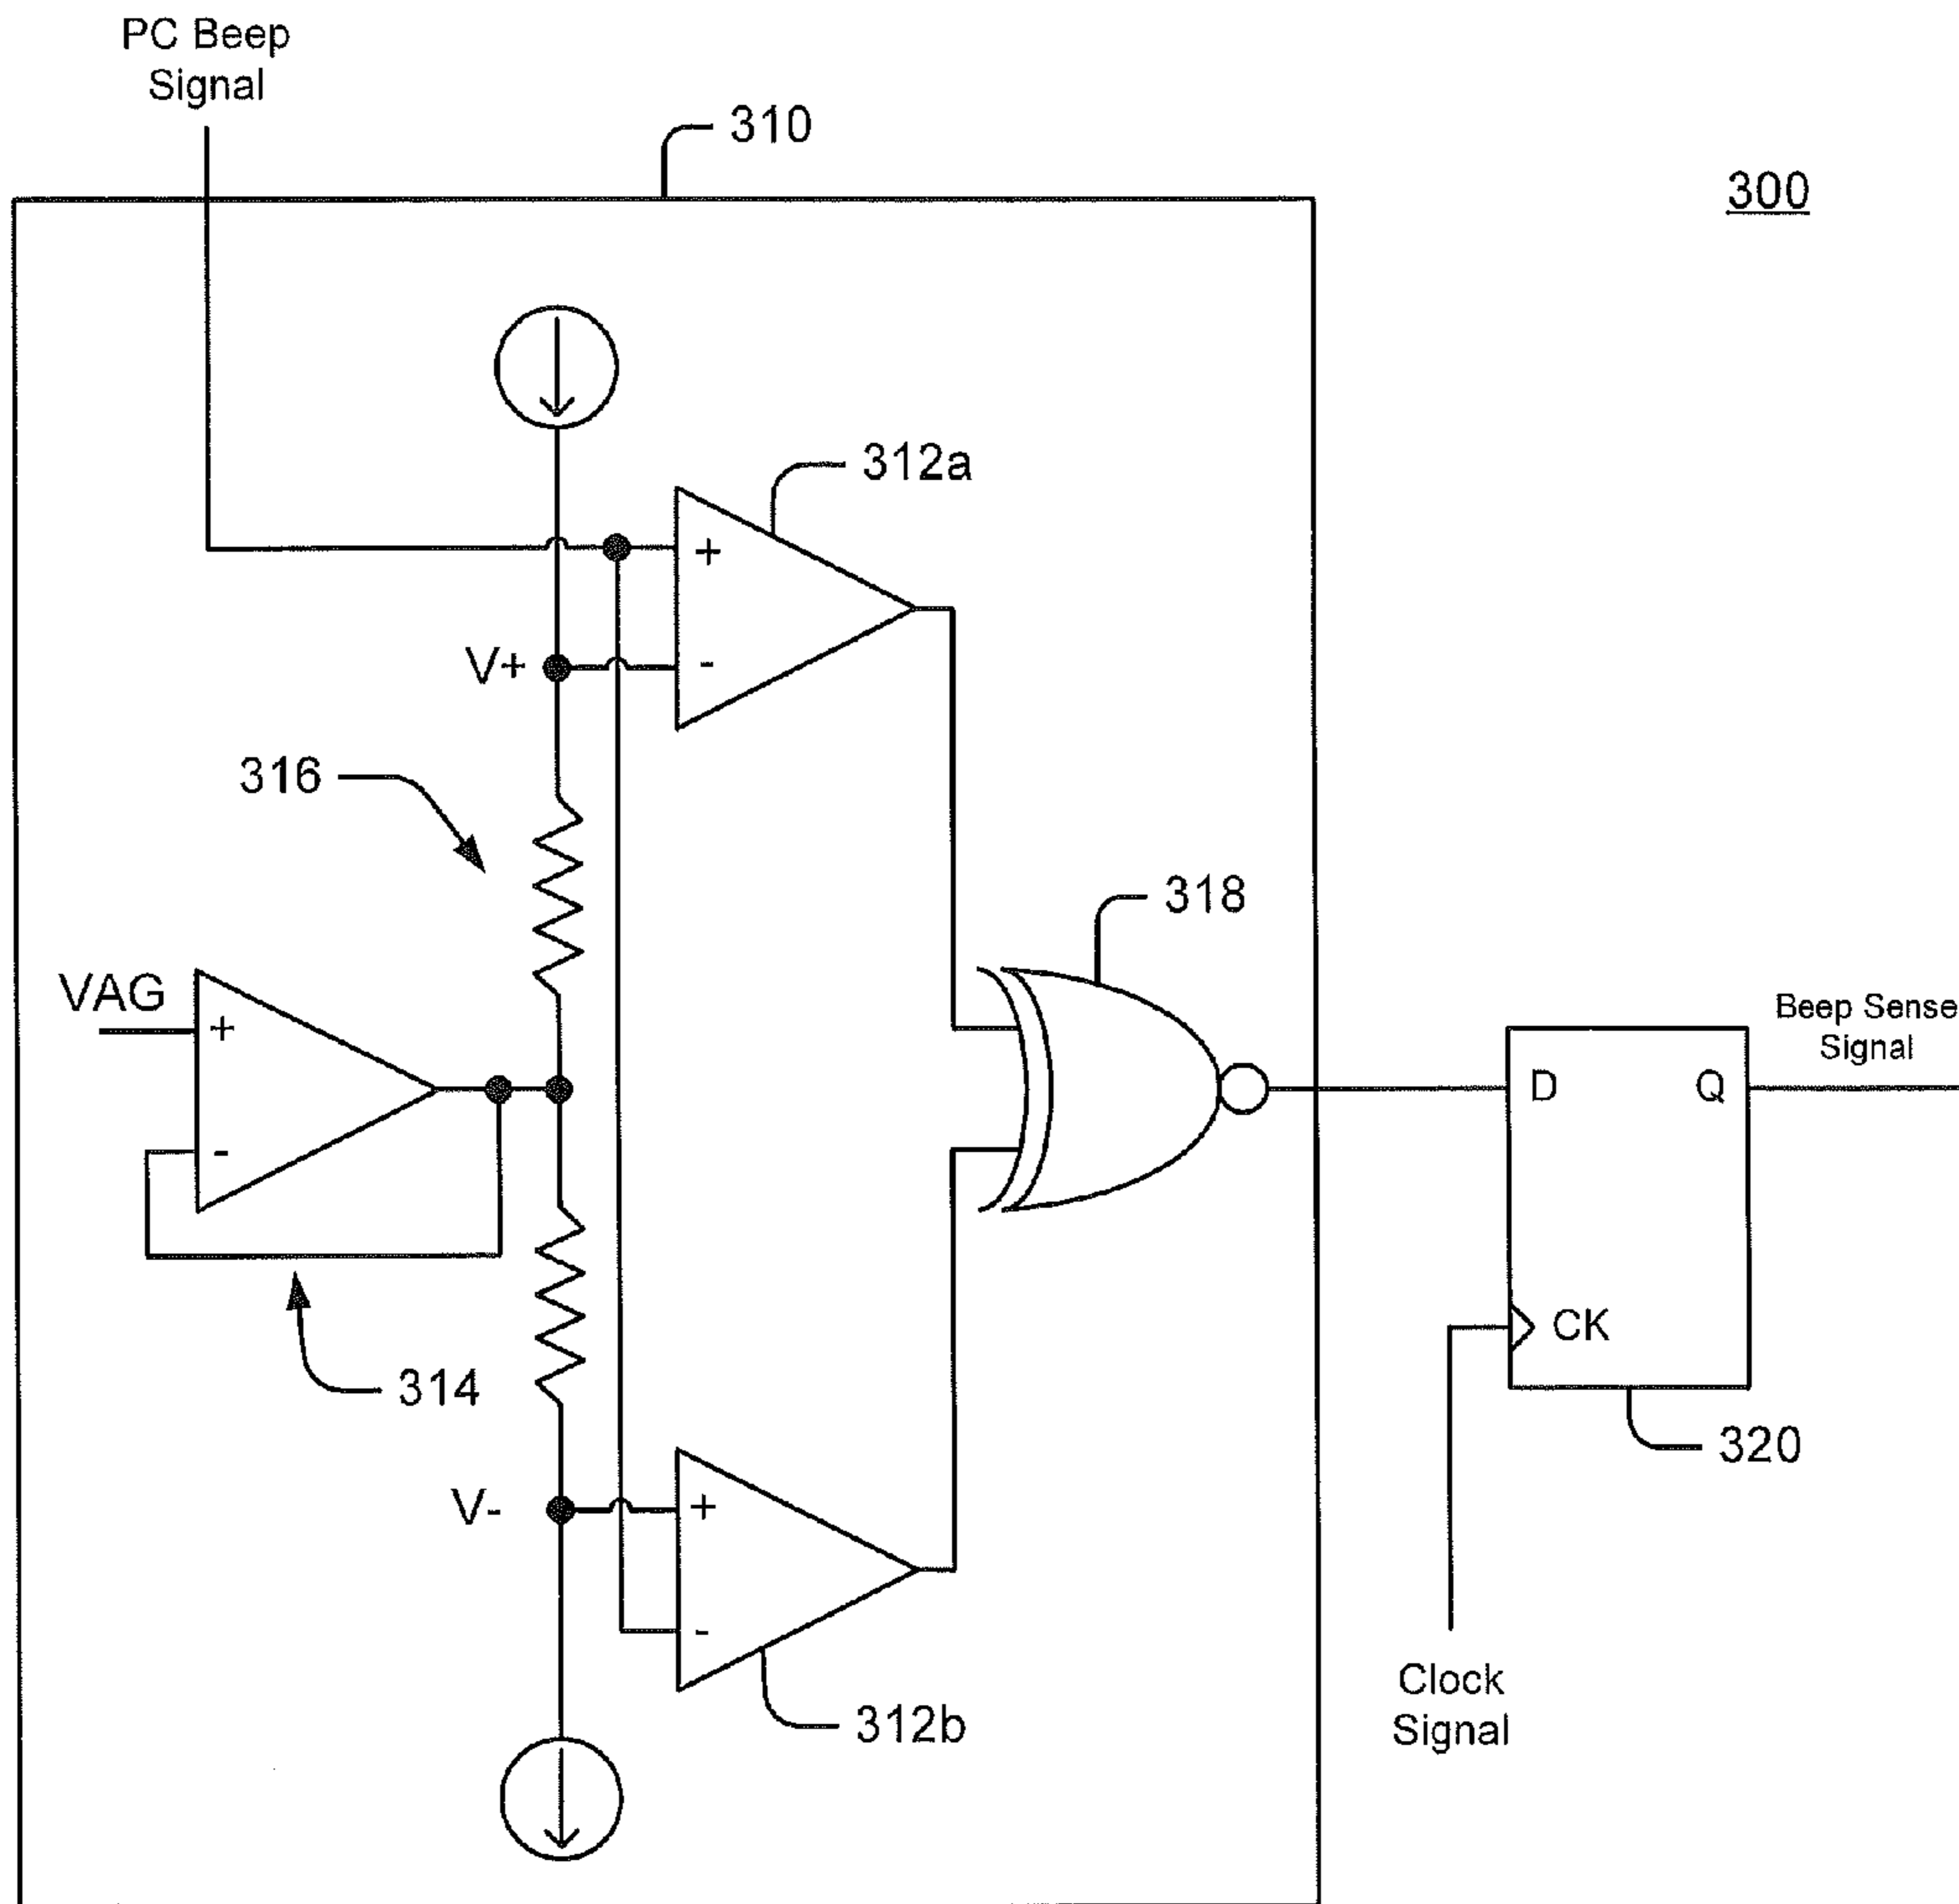 PC Beep
Signal
310
300
312a
+
-
V+
316
318
VAG
+
-
Beep Sense
Signal
D
Q
CK
314
320
V-
+
-
312b
Clock
Signal